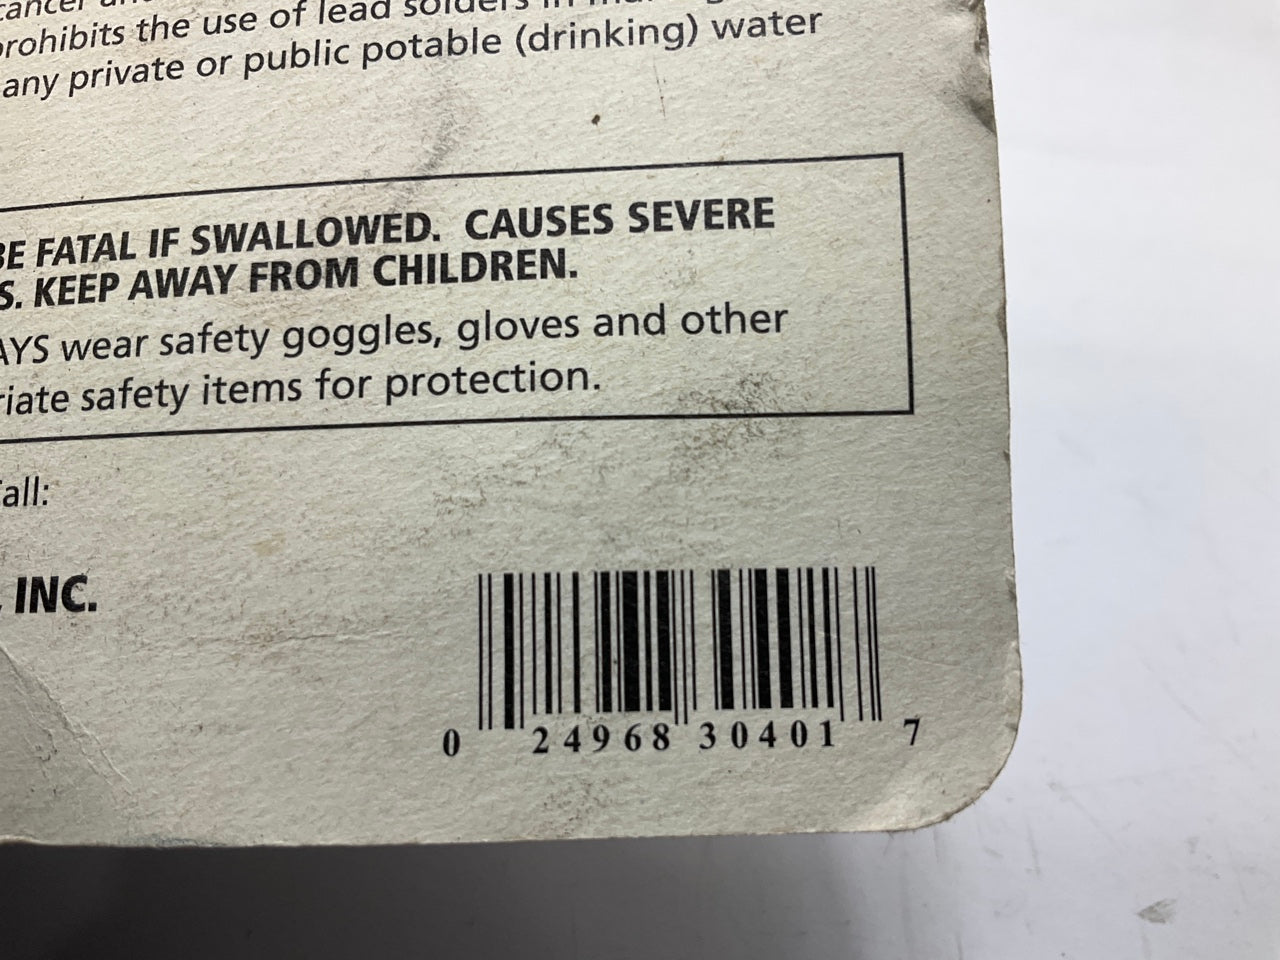 prohibits the use of lead solders in
any private or public potable (drinking) water
BE FATAL IF SWALLOWED. CAUSES SEVERE
S. KEEP AWAY FROM CHILDREN.
AYS wear safety goggles, gloves and other
riate safety items for protection.
all:
INC.
0 24968 30401 7